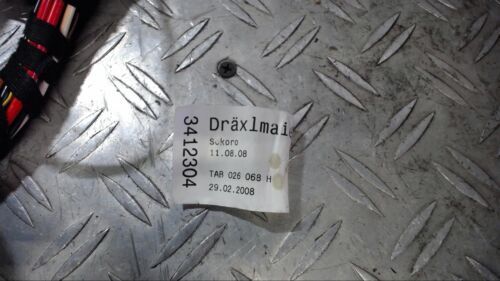 3412304
Dräxlmai
Sokoro
11.06.08
TAR 026 068 H
29.02.2008